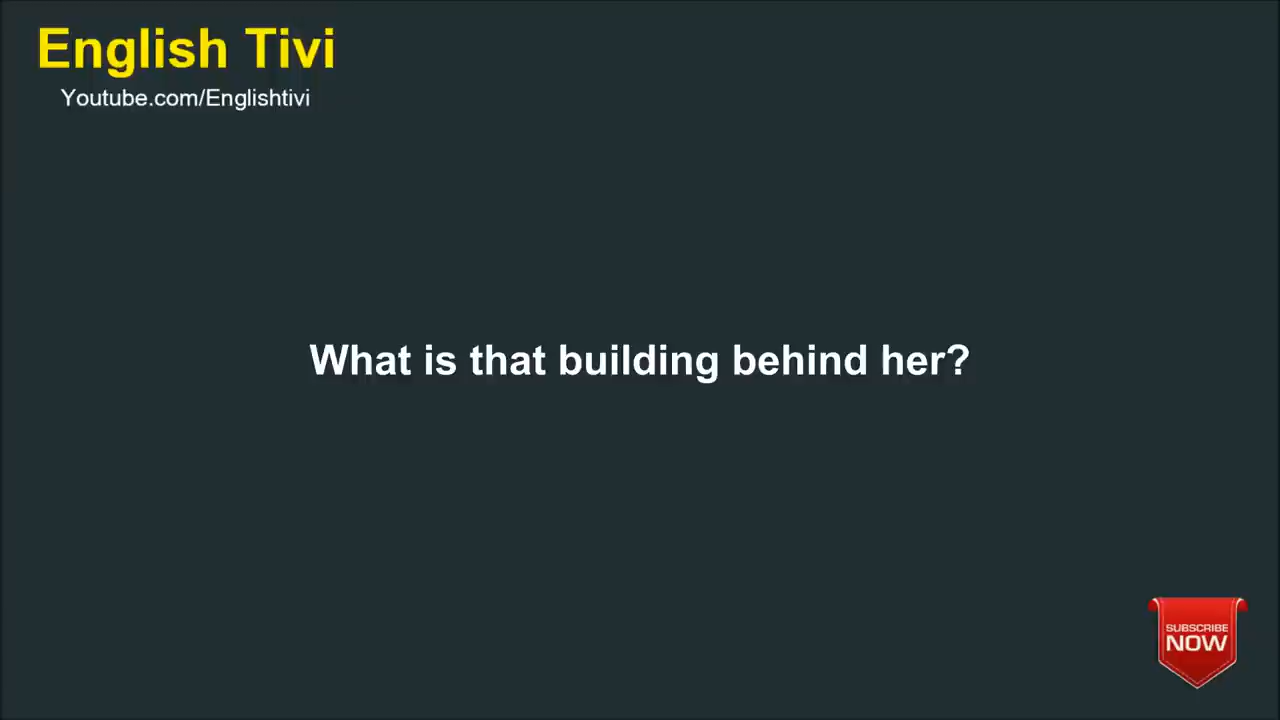 English Tivi
Youtube.com/Englishtivi
What is that building behind her?
SUBSCRIBE
NOW